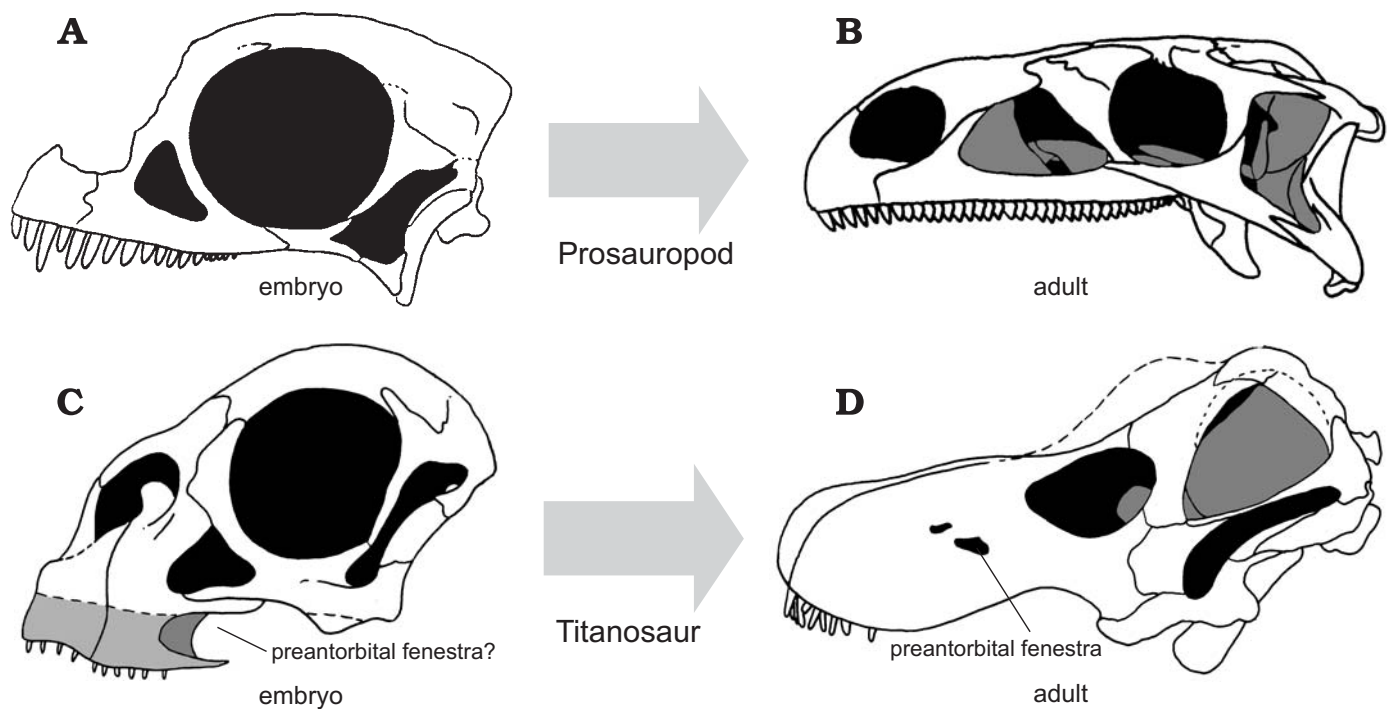 A
B
embryo
Prosauropod
adult
C
D
preantorbital fenestra?
embryo
Titanosaur
preantorbital fenestra
adult